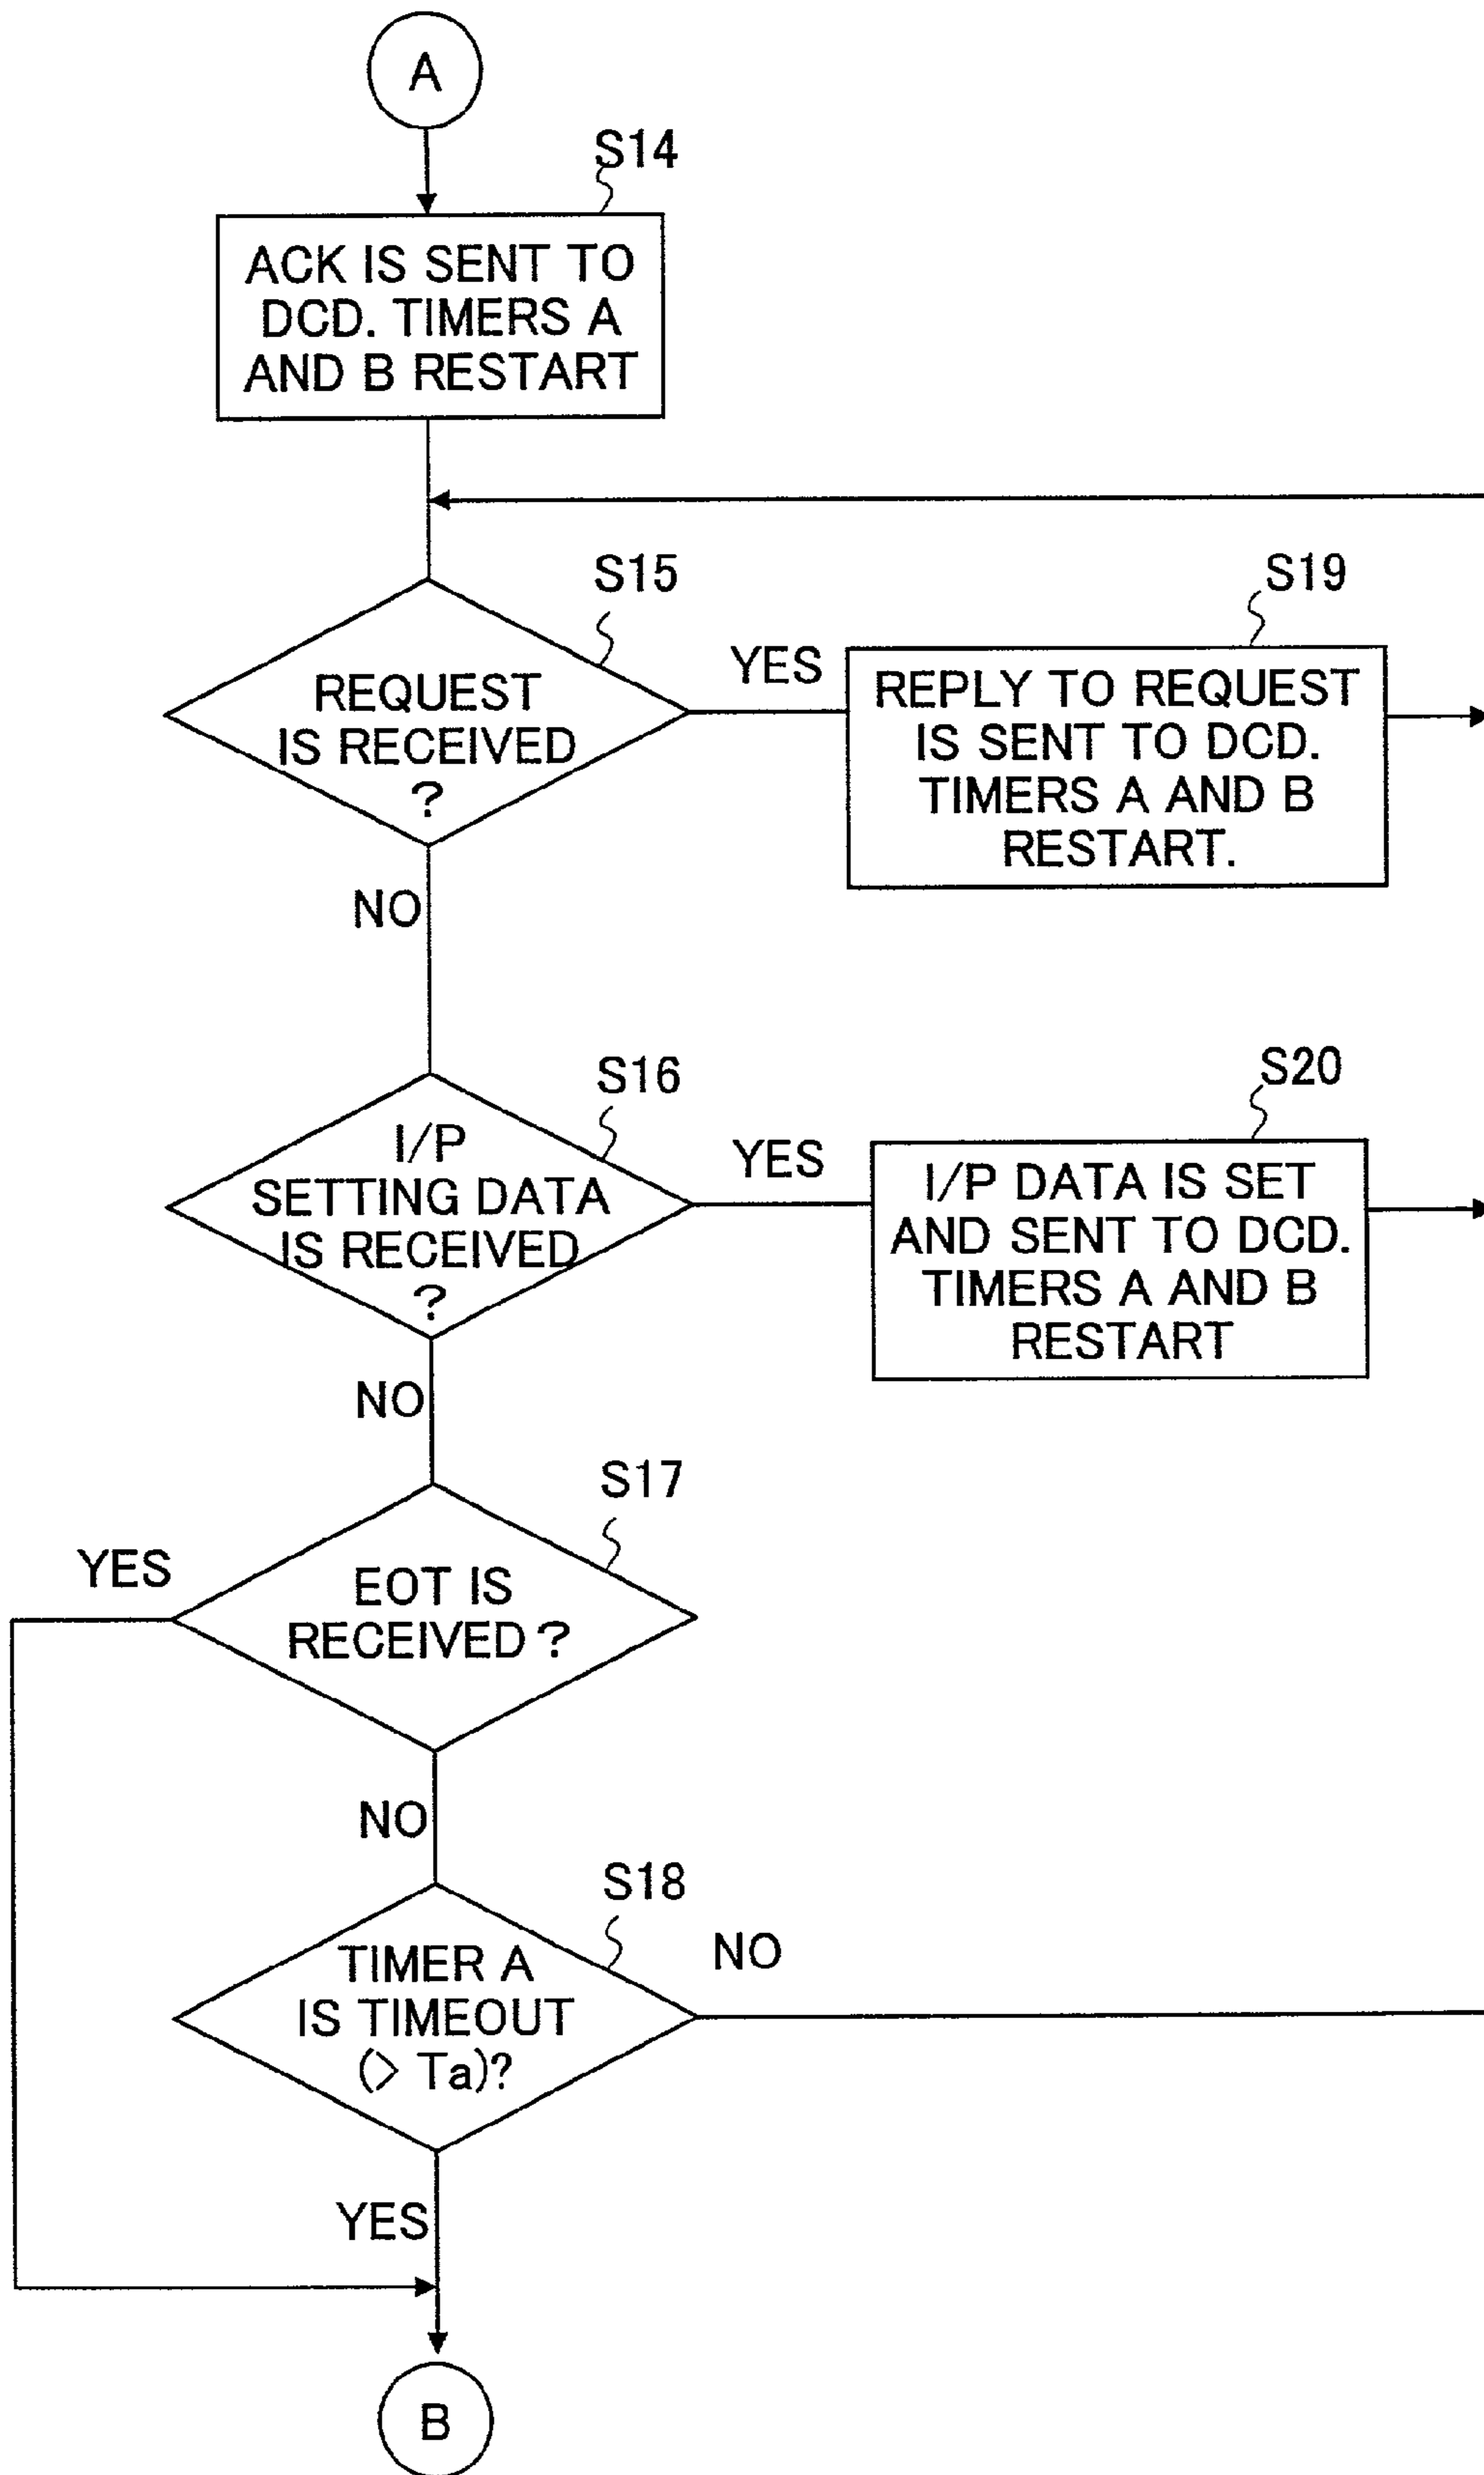 A
S14
ACK IS SENT TO
DCD. TIMERS A
AND B RESTART
S15
REQUEST
IS RECEIVED
?
YES
S19
REPLY TO REQUEST
IS SENT TO DCD.
TIMERS A AND B
RESTART.
NO
S16
I/P
SETTING DATA
IS RECEIVED
?
YES
S20
I/P DATA IS SET
AND SENT TO DCD.
TIMERS A AND B
RESTART
NO
S17
YES
EOT IS
RECEIVED?
NO
S18
TIMER A
IS TIMEOUT
(> Ta)?
NO
YES
B